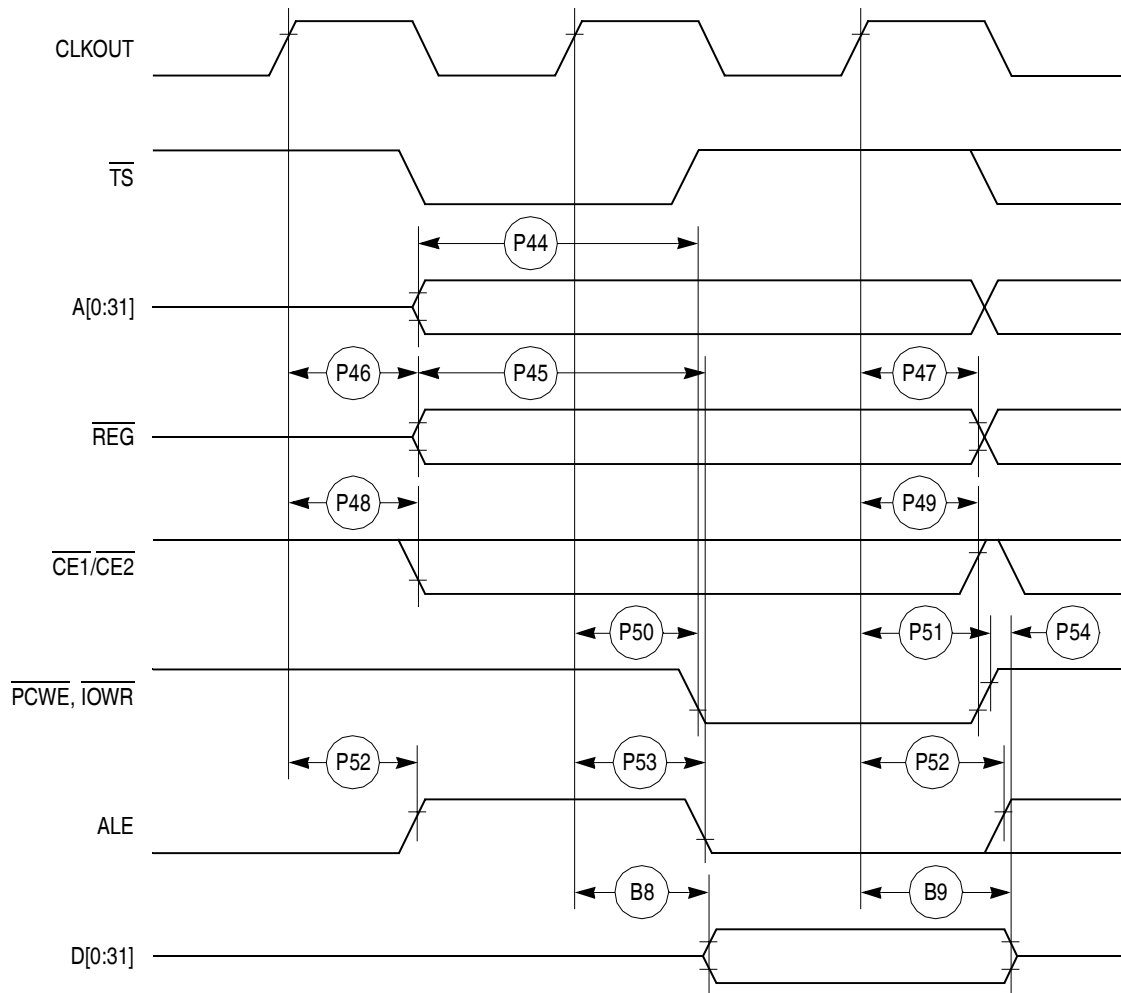 CLKOUT
TS
P44
A[0:31]
P46 P45 P47
REG
P48 P49
CE1/CE2
P50 P51 P54
PCWE, IOWR
P52 P53 P52
ALE
B8 B9
D[0:31]